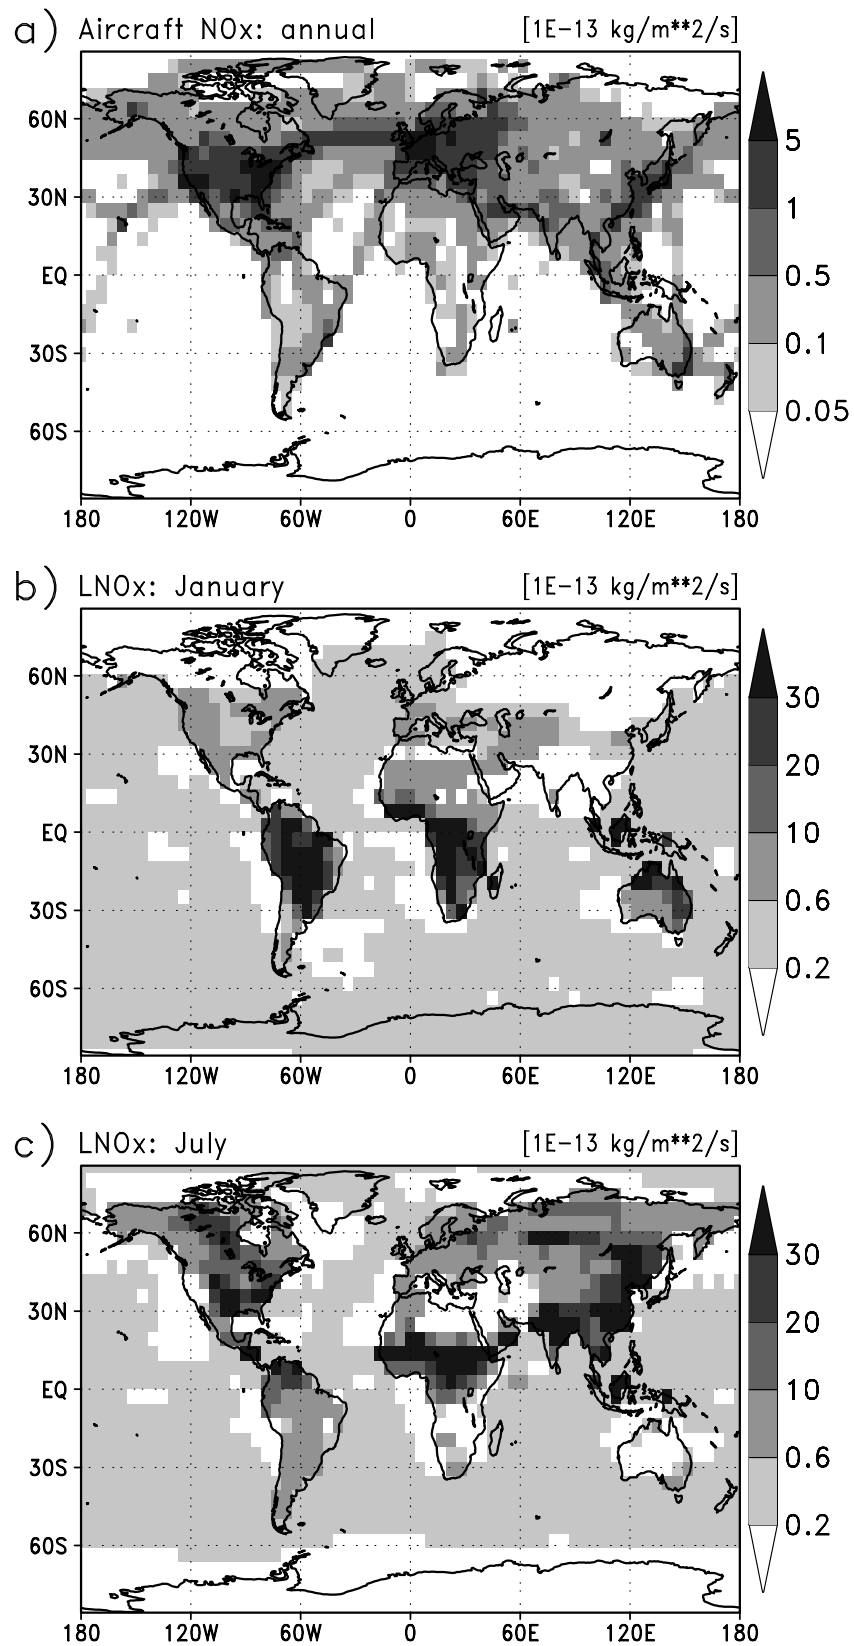 a) Aircraft NOx: annual [1E-13 kg/m**2/s]
60N
30N
EQ
30S
60S
180 120W 60W 0 60E 120E 180
5
1
0.5
0.1
0.05
b) LNOx: January [1E-13 kg/m**2/s]
60N
30N
EQ
30S
60S
180 120W 60W 0 60E 120E 180
30
20
10
0.6
0.2
c) LNOx: July [1E-13 kg/m**2/s]
60N
30N
EQ
30S
60S
180 120W 60W 0 60E 120E 180
30
20
10
0.6
0.2